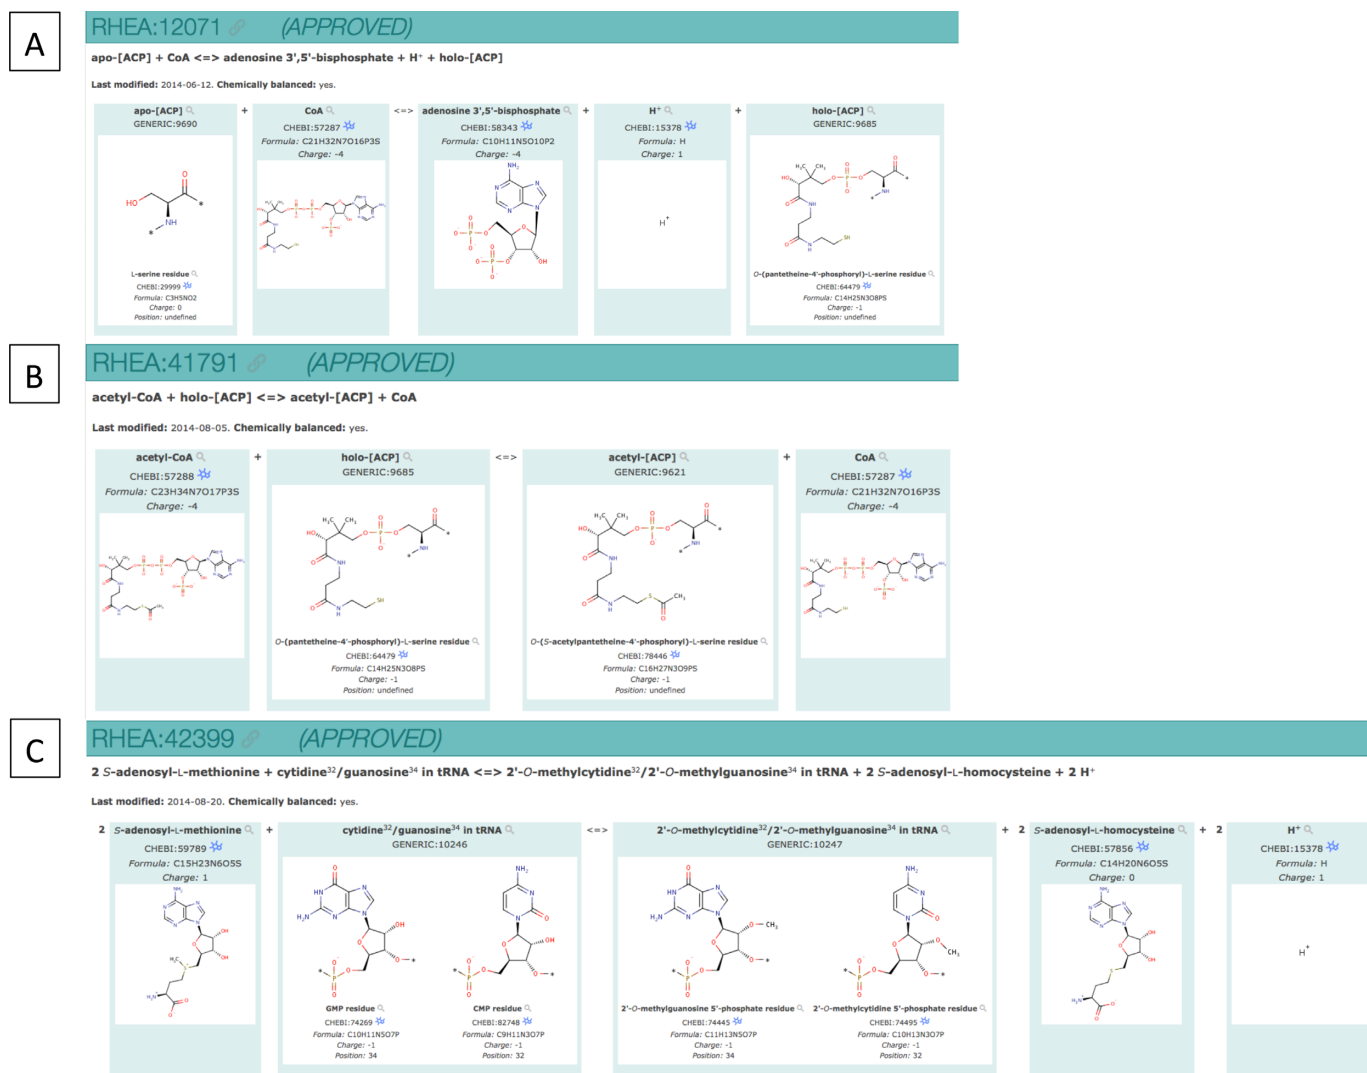 A
RHEA:12071 (APPROVED)
apo-[ACP] + CoA <=> adenosine 3',5'-bisphosphate + H⁺ + holo-[ACP]
Last modified: 2014-06-12. Chemically balanced: yes.
apo-[ACP] + CoA <=> adenosine 3',5'-bisphosphate + H⁺ + holo-[ACP]
GENERIC:9690 CHEBI:57287 CHEBI:58343 CHEBI:15378 GENERIC:9685
Formula: C21H32N7O16P3S Formula: C10H11N5O10P2 Formula: H
Charge: -4 Charge: -4 Charge: 1
L-serine residue O-(pantetheine-4'-phosphoryl)-L-serine residue
CHEBI:29999 CHEBI:64479
Formula: C3H5NO2 Formula: C14H25N3O8PS
Charge: 0 Charge: -1
Position: undefined Position: undefined
B
RHEA:41791 (APPROVED)
acetyl-CoA + holo-[ACP] <=> acetyl-[ACP] + CoA
Last modified: 2014-08-05. Chemically balanced: yes.
acetyl-CoA + holo-[ACP] <=> acetyl-[ACP] + CoA
CHEBI:57288 GENERIC:9685 GENERIC:9621 CHEBI:57287
Formula: C23H34N7O17P3S Formula: C21H32N7O16P3S
Charge: -4 Charge: -4
O-(pantetheine-4'-phosphoryl)-L-serine residue O-(S-acetylpantetheine-4'-phosphoryl)-L-serine residue
CHEBI:64479 CHEBI:78446
Formula: C14H25N3O8PS Formula: C16H27N3O9PS
Charge: -1 Charge: -1
Position: undefined Position: undefined
C
RHEA:42399 (APPROVED)
2 S-adenosyl-L-methionine + cytidine³²/guanosine³⁴ in tRNA <=> 2'-O-methylcytidine³²/2'-O-methylguanosine³⁴ in tRNA + 2 S-adenosyl-L-homocysteine + 2 H⁺
Last modified: 2014-08-20. Chemically balanced: yes.
2 S-adenosyl-L-methionine + cytidine³²/guanosine³⁴ in tRNA <=> 2'-O-methylcytidine³²/2'-O-methylguanosine³⁴ in tRNA + 2 S-adenosyl-L-homocysteine + 2 H⁺
CHEBI:59789 GENERIC:10246 GENERIC:10247 CHEBI:57856 CHEBI:15378
Formula: C15H23N6O5S Formula: C14H20N6O5S Formula: H
Charge: 1 Charge: 0 Charge: 1
GMP residue CMP residue 2'-O-methylguanosine 5'-phosphate residue 2'-O-methylcytidine 5'-phosphate residue
CHEBI:74269 CHEBI:82748 CHEBI:74445 CHEBI:74495
Formula: C10H11N5O7P Formula: C9H11N3O7P Formula: C11H13N5O7P Formula: C10H13N3O7P
Charge: -1 Charge: -1 Charge: -1 Charge: -1
Position: 34 Position: 32 Position: 34 Position: 32